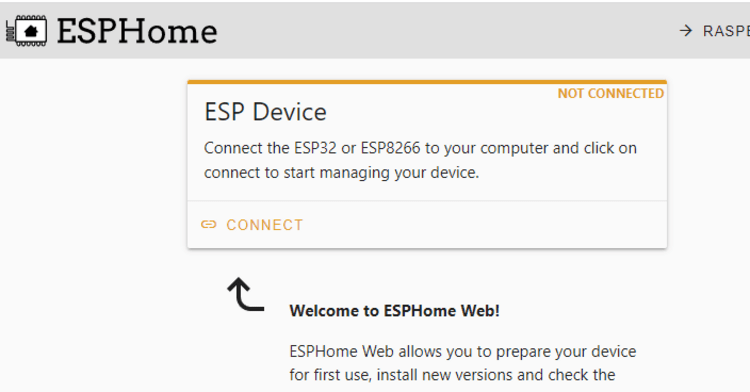 ESPHome
NOT CONNECTED
ESP Device
Connect the ESP32 or ESP8266 to your computer and click on
connect to start managing your device.
CONNECT
Welcome to ESPHome Web!
ESPHome Web allows you to prepare your device
for first use, install new versions and check the